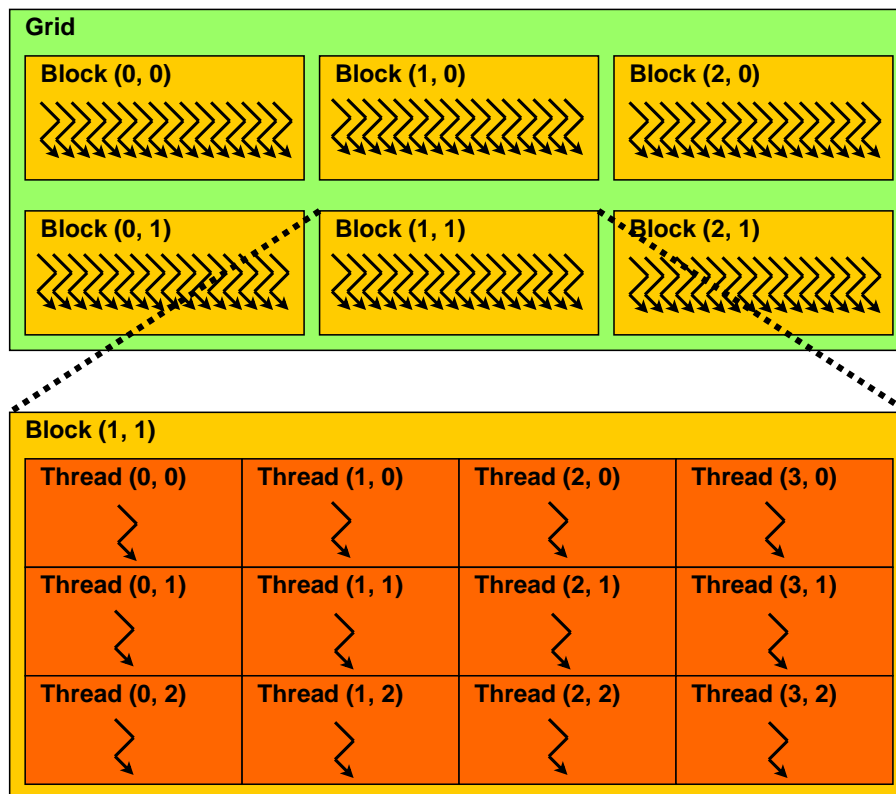 Grid
Block (0, 0) Block (1, 0) Block (2, 0)
Block (0, 1) Block (1, 1) Block (2, 1)
Block (1, 1)
Thread (0, 0) Thread (1, 0) Thread (2, 0) Thread (3, 0)
Thread (0, 1) Thread (1, 1) Thread (2, 1) Thread (3, 1)
Thread (0, 2) Thread (1, 2) Thread (2, 2) Thread (3, 2)